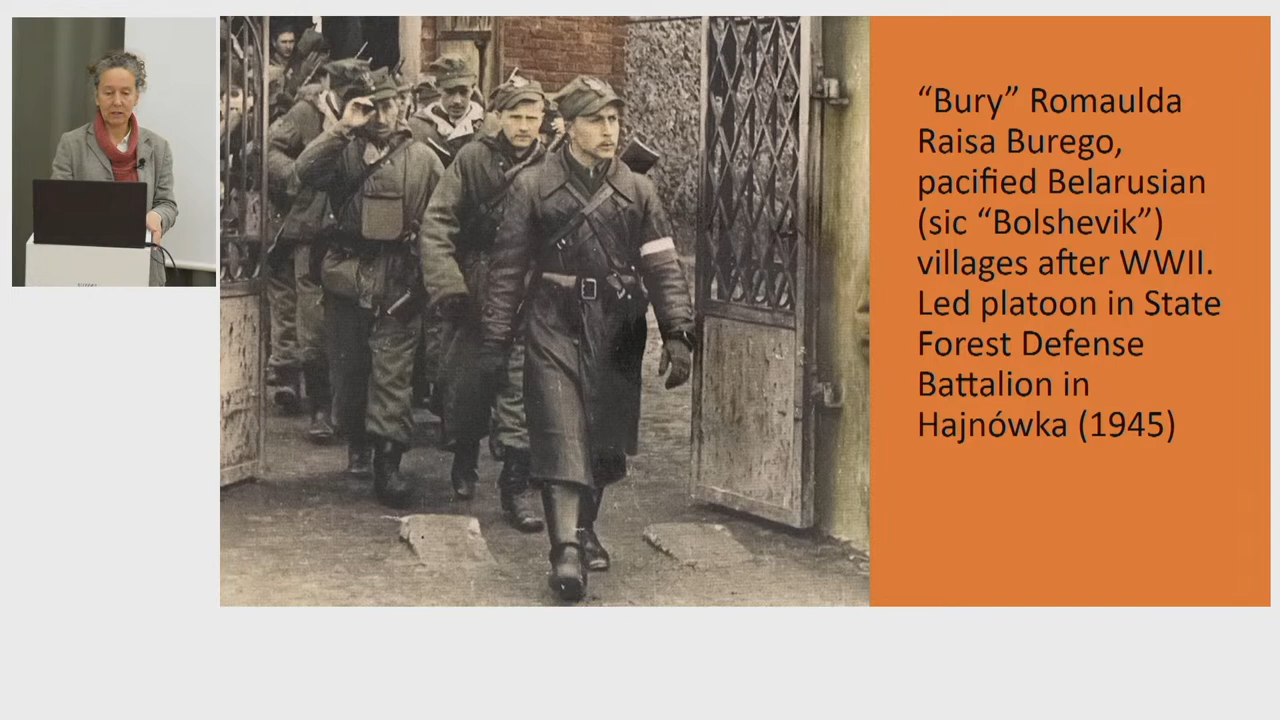 “Bury” Romaulda
Raisa Burego,
pacified Belarusian
(sic “Bolshevik”)
villages after WWII.
Led platoon in State
Forest Defense
Battalion in
Hajnówka (1945)